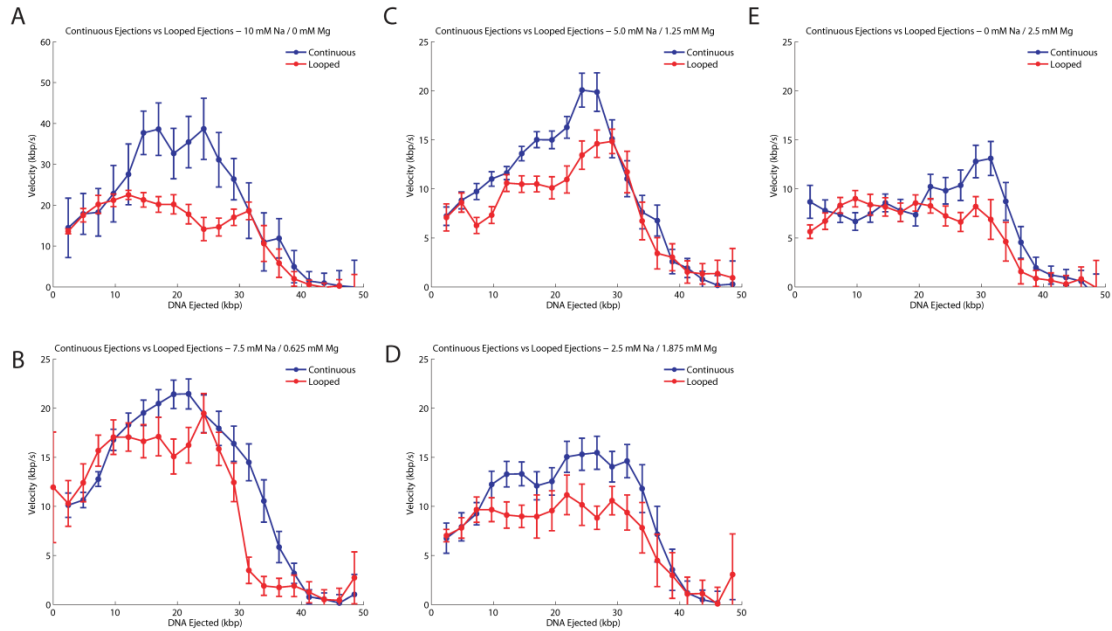 A
Continuous Ejections vs Looped Ejections – 10 mM Na / 0 mM Mg
Continuous
Looped
60
50
40
30
20
10
0
Velocity (kbp/s)
0 10 20 30 40 50
DNA Ejected (kbp)
B
Continuous Ejections vs Looped Ejections – 7.5 mM Na / 0.625 mM Mg
Continuous
Looped
25
20
15
10
5
0
Velocity (kbp/s)
0 10 20 30 40 50
DNA Ejected (kbp)
C
Continuous Ejections vs Looped Ejections – 5.0 mM Na / 1.25 mM Mg
Continuous
Looped
25
20
15
10
5
0
Velocity (kbp/s)
0 10 20 30 40 50
DNA Ejected (kbp)
D
Continuous Ejections vs Looped Ejections – 2.5 mM Na / 1.875 mM Mg
Continuous
Looped
25
20
15
10
5
0
Velocity (kbp/s)
0 10 20 30 40 50
DNA Ejected (kbp)
E
Continuous Ejections vs Looped Ejections – 0 mM Na / 2.5 mM Mg
Continuous
Looped
25
20
15
10
5
0
Velocity (kbp/s)
0 10 20 30 40 50
DNA Ejected (kbp)